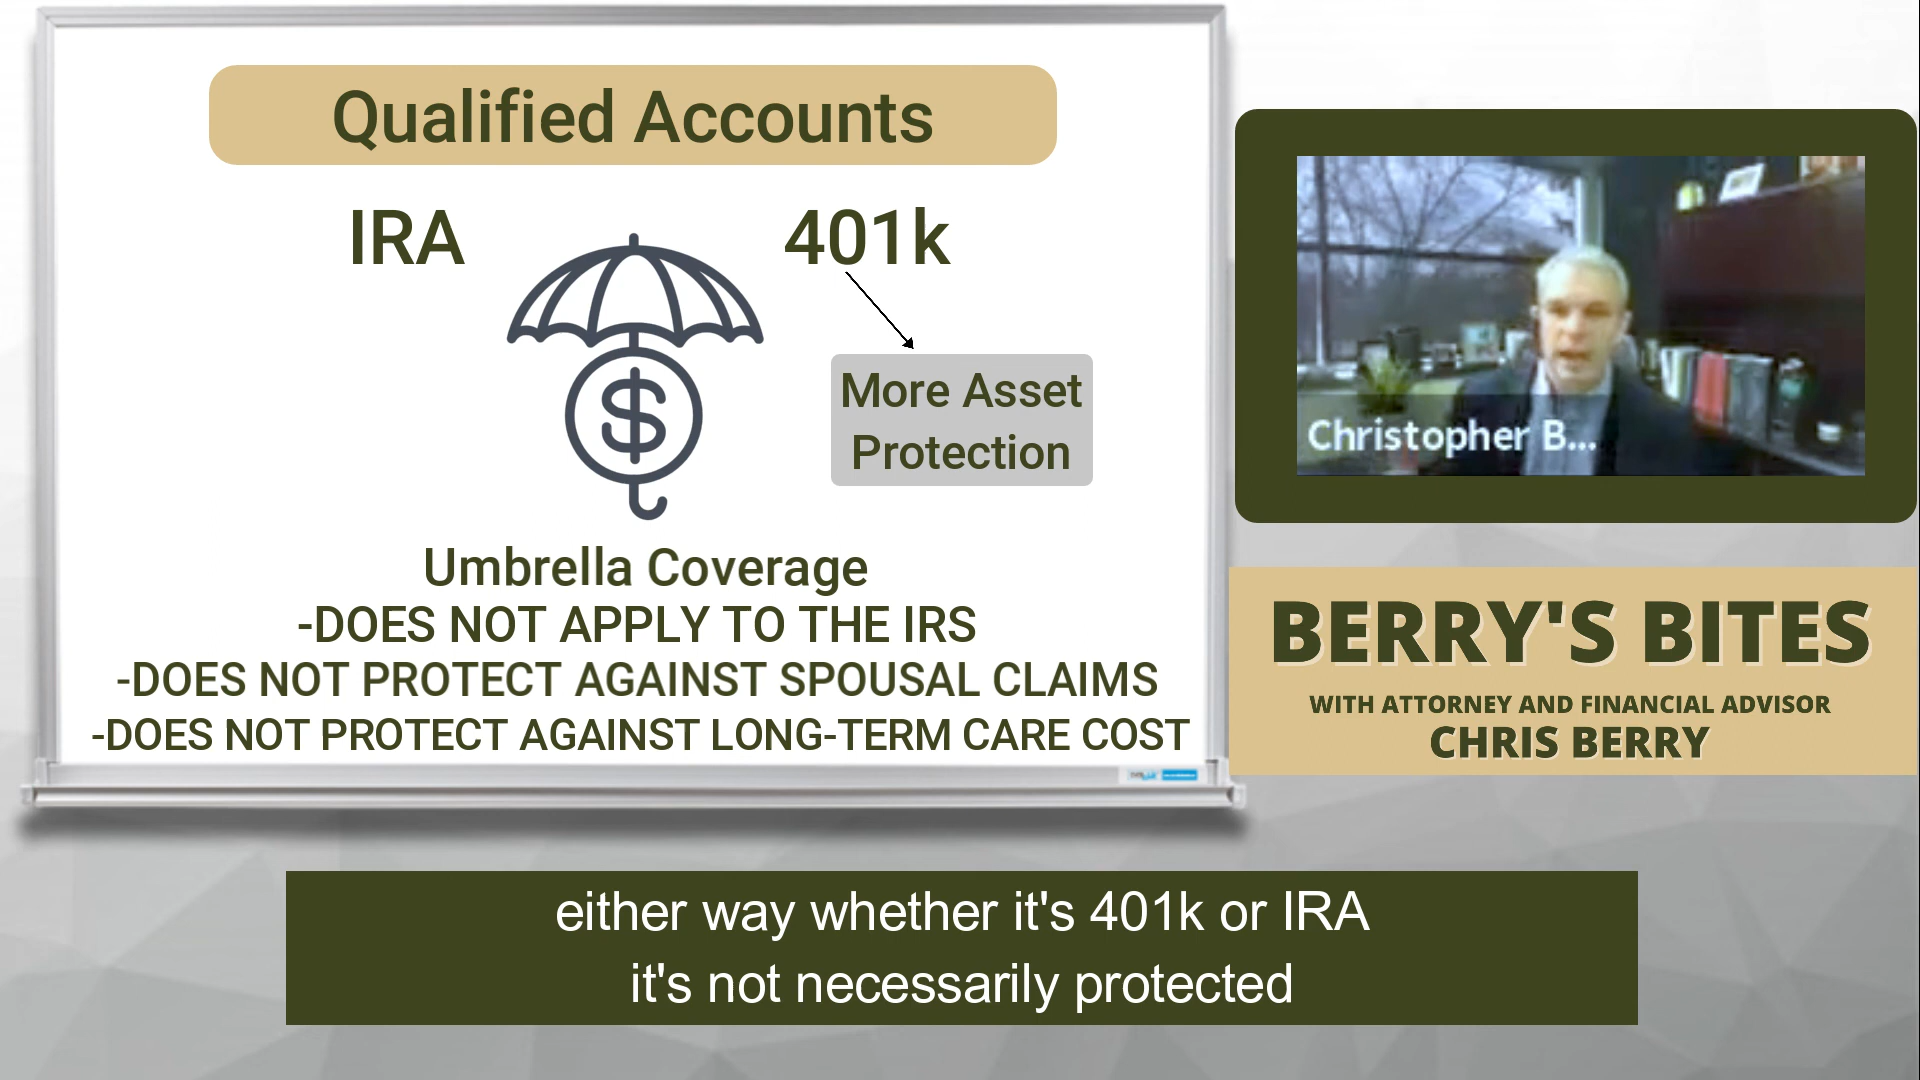 Qualified Accounts
IRA
401k
More Asset
Protection
$
Umbrella Coverage
-DOES NOT APPLY TO THE IRS
-DOES NOT PROTECT AGAINST SPOUSAL CLAIMS
-DOES NOT PROTECT AGAINST LONG-TERM CARE COST
Christopher B...
BERRY'S BITES
WITH ATTORNEY AND FINANCIAL ADVISOR
CHRIS BERRY
either way whether it's 401k or IRA
it's not necessarily protected